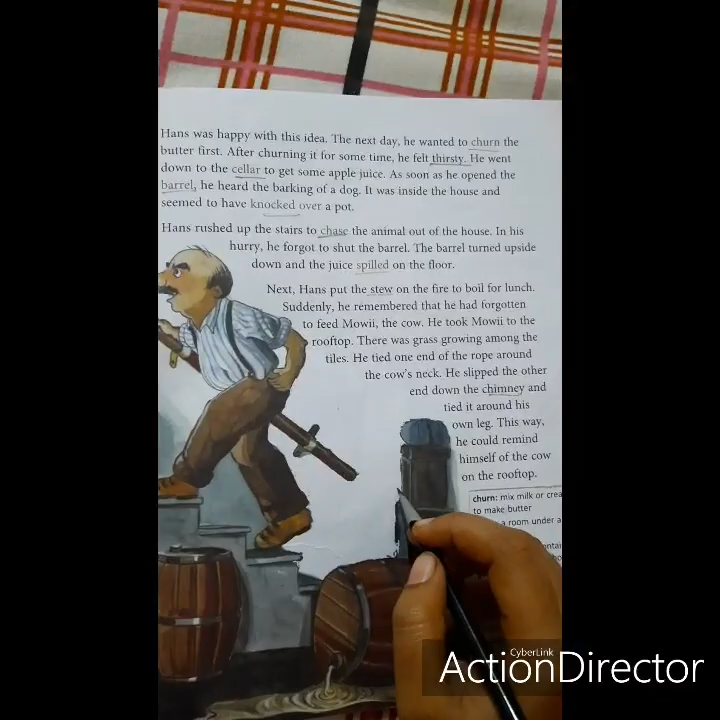 Hans was happy with this idea. The next day, he wanted to churn the
butter first. After churning it for some time, he felt thirsty. He went
down to the cellar to get some apple juice. As soon as he opened the
barrel, he heard the barking of a dog. It was inside the house and
seemed to have knocked over a pot.
Hans rushed up the stairs to chase the animal out of the house. In his
hurry, he forgot to shut the barrel. The barrel turned upside
down and the juice spilled on the floor.
Next, Hans put the stew on the fire to boil for lunch.
Suddenly, he remembered that he had forgotten
to feed Mowii, the cow. He took Mowii to the
rooftop. There was grass growing among the
tiles. He tied one end of the rope around
the cow's neck. He slipped the other
end down the chimney and
tied it around his
own leg. This way,
he could remind
himself of the cow
on the rooftop.
churn: mix milk or crea
to make butter
a room under a
CyberLink
ActionDirector